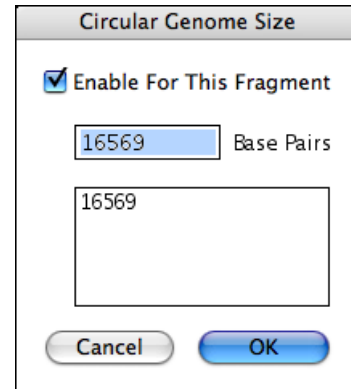 Circular Genome Size
Enable For This Fragment
16569 Base Pairs
16569
Cancel OK